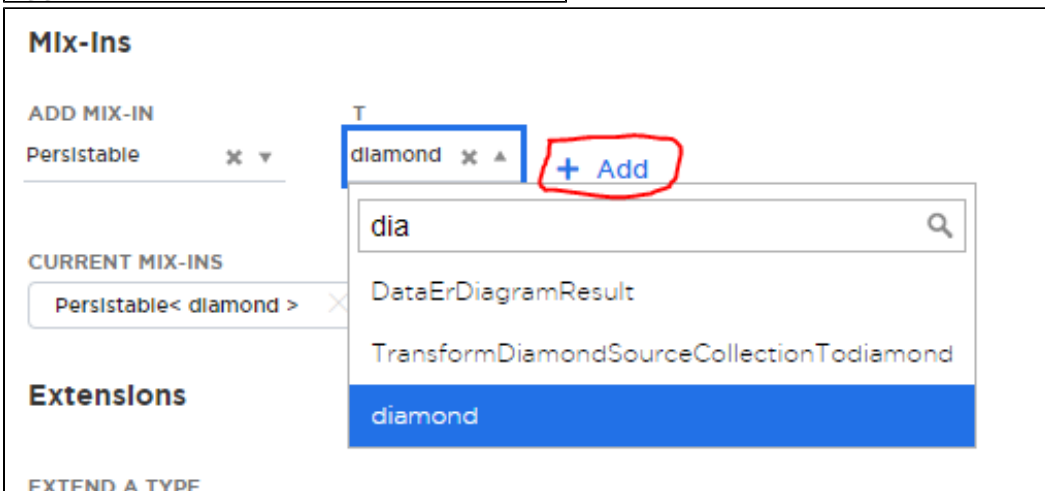 Mix-Ins
ADD MIX-IN T
Persistable diamond + Add
dia
CURRENT MIX-INS
Persistable< diamond >
DataErDiagramResult
TransformDiamondSourceCollectionTodiamond
Extensions
diamond
EXTEND A TYPE